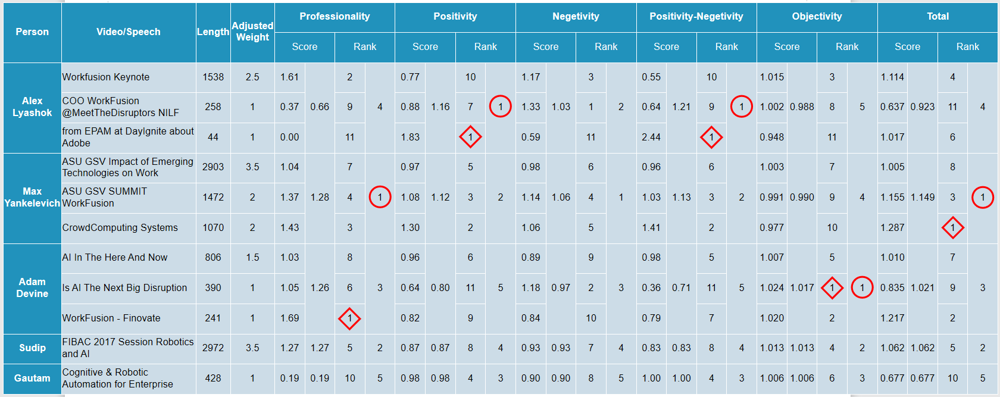 Person Video/Speech Length Adjusted Weight Professionality Positivity Negetivity Positivity-Negetivity Objectivity Total
Score Rank Score Rank Score Rank Score Rank Score Rank Score Rank
Alex Lyashok
Workfusion Keynote 1538 2.5 1.61 2 0.77 10 1.17 3 0.55 10 1.015 3 1.114 4
COO WorkFusion @MeetTheDisruptors NILF 258 1 0.37 0.66 9 4 0.88 1.16 7 1 1.33 1.03 1 2 0.64 1.21 9 1 1.002 0.988 8 5 0.637 0.923 11 4
from EPAM at DayIgnite about Adobe 44 1 0.00 11 1.83 1 0.59 11 2.44 1 0.948 11 1.017 6
Max Yankelevich
ASU GSV Impact of Emerging Technologies on Work 2903 3.5 1.04 7 0.97 5 0.98 6 0.96 6 1.003 7 1.005 8
ASU GSV SUMMIT WorkFusion 1472 2 1.37 1.28 4 1 1.08 1.12 3 2 1.14 1.06 4 1 1.03 1.13 3 2 0.991 0.990 9 4 1.155 1.149 3 1
CrowdComputing Systems 1070 2 1.43 3 1.30 2 1.06 5 1.41 2 0.977 10 1.287 1
Adam Devine
AI In The Here And Now 806 1.5 1.03 8 0.96 6 0.89 9 0.98 5 1.007 5 1.010 7
Is AI The Next Big Disruption 390 1 1.05 1.26 6 3 0.64 0.80 11 5 1.18 0.97 2 3 0.36 0.71 11 5 1.024 1.017 1 1 0.835 1.021 9 3
WorkFusion - Finovate 241 1 1.69 1 0.82 9 0.84 10 0.79 7 1.020 2 1.217 2
Sudip FIBAC 2017 Session Robotics and AI 2972 3.5 1.27 1.27 5 2 0.87 0.87 8 4 0.93 0.93 7 4 0.83 0.83 8 4 1.013 1.013 4 2 1.062 1.062 5 2
Gautam Cognitive & Robotic Automation for Enterprise 428 1 0.19 0.19 10 5 0.98 0.98 4 3 0.90 0.90 8 5 1.00 1.00 4 3 1.006 1.006 6 3 0.677 0.677 10 5